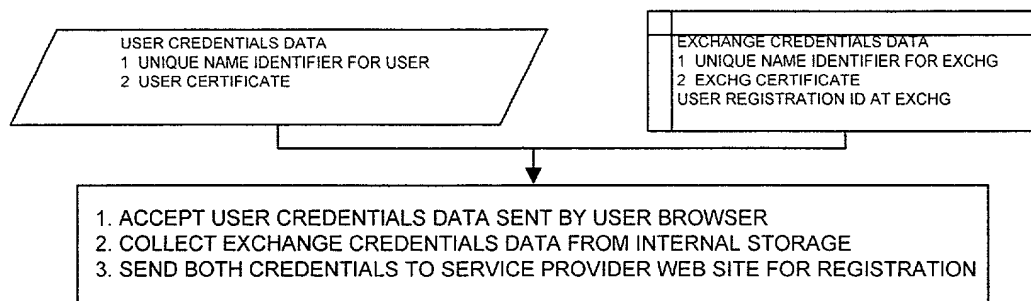 USER CREDENTIALS DATA
1 UNIQUE NAME IDENTIFIER FOR USER
2 USER CERTIFICATE
EXCHANGE CREDENTIALS DATA
1 UNIQUE NAME IDENTIFIER FOR EXCHG
2 EXCHG CERTIFICATE
USER REGISTRATION ID AT EXCHG
1. ACCEPT USER CREDENTIALS DATA SENT BY USER BROWSER
2. COLLECT EXCHANGE CREDENTIALS DATA FROM INTERNAL STORAGE
3. SEND BOTH CREDENTIALS TO SERVICE PROVIDER WEB SITE FOR REGISTRATION